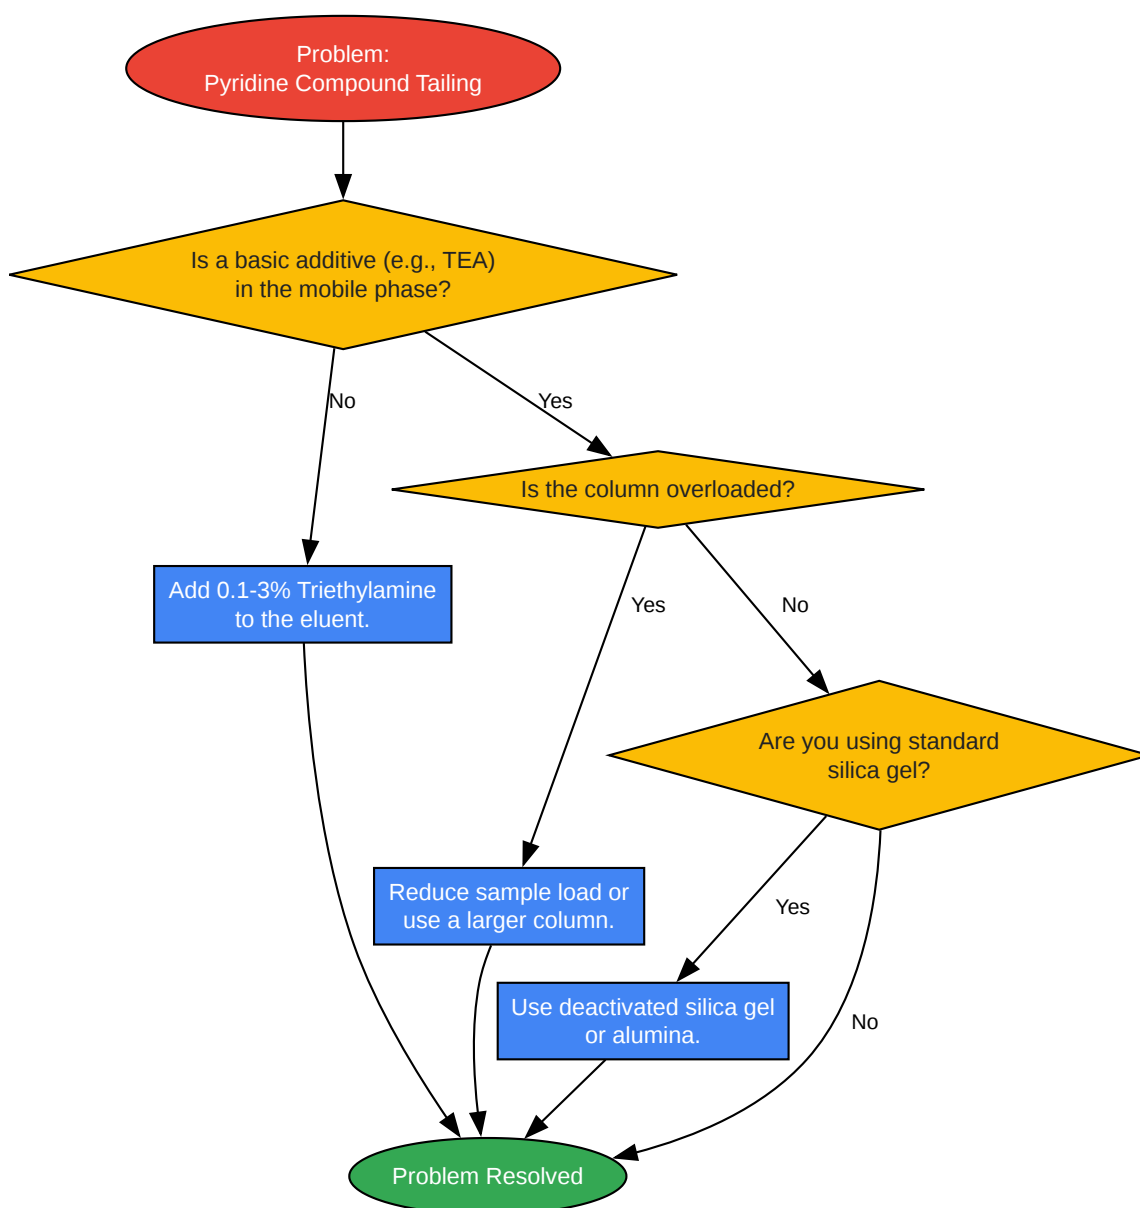 Problem:
Pyridine Compound Tailing
Is a basic additive (e.g., TEA)
in the mobile phase?
No
Yes
Is the column overloaded?
Add 0.1-3% Triethylamine
to the eluent.
Yes
No
Are you using standard
silica gel?
Reduce sample load or
use a larger column.
Yes
Use deactivated silica gel
or alumina.
No
Problem Resolved